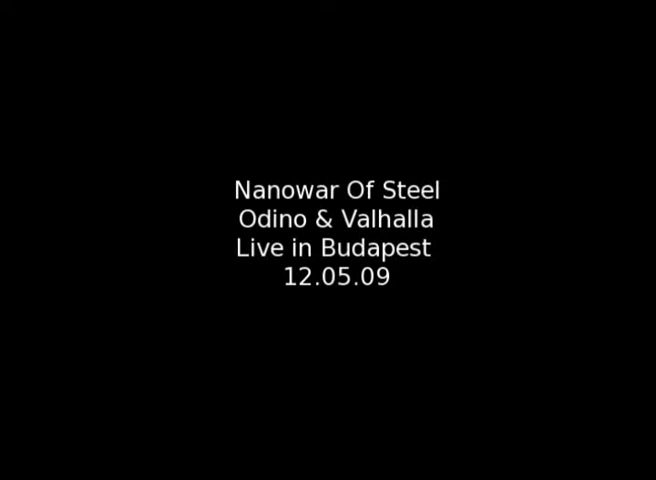 Nanowar Of Steel
Odino & Valhalla
Live in Budapest
12.05.09